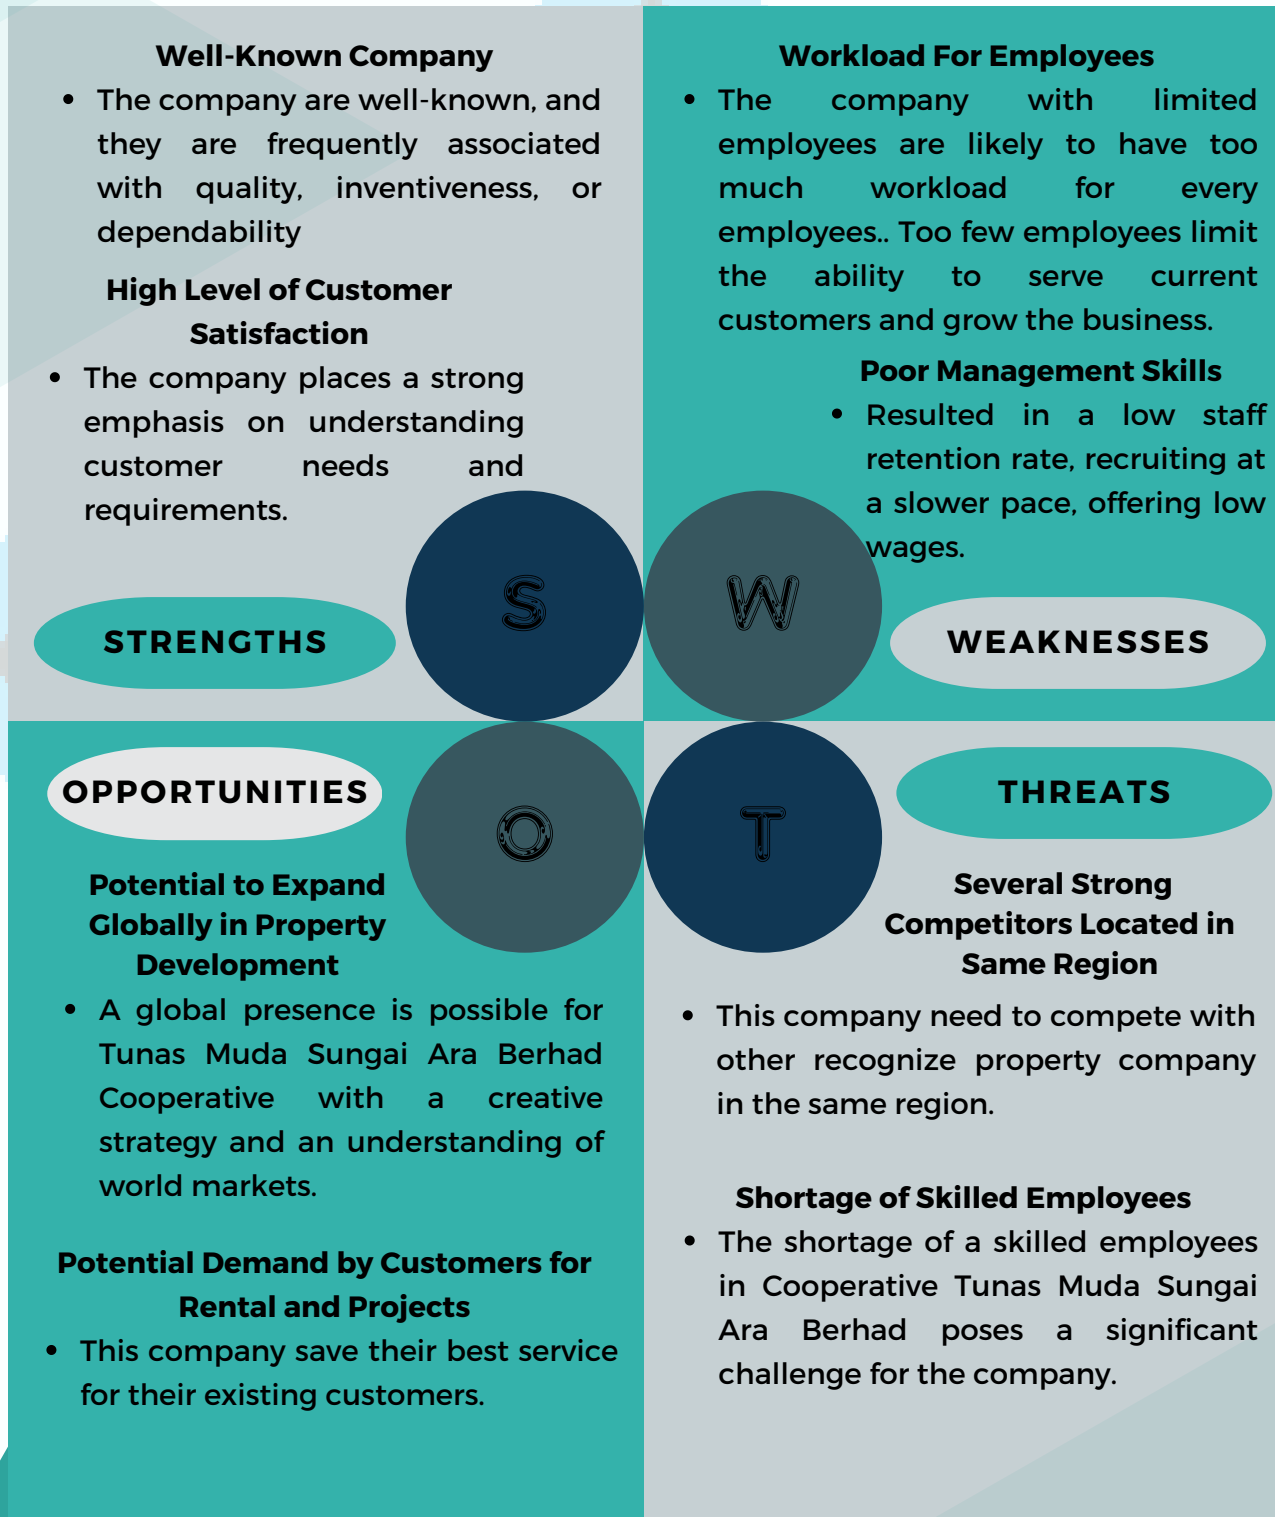 Well-Known Company
• The company are well-known, and
they are frequently associated
with quality, inventiveness, or
dependability
High Level of Customer
Satisfaction
• The company places a strong
emphasis on understanding
customer needs and
requirements.
S
STRENGTHS
Workload For Employees
• The company with limited
employees are likely to have too
much workload for every
employees.. Too few employees limit
the ability to serve current
customers and grow the business.
Poor Management Skills
• Resulted in a low staff
retention rate, recruiting at
a slower pace, offering low
wages.
W
WEAKNESSES
OPPORTUNITIES
O
Potential to Expand
Globally in Property
Development
• A global presence is possible for
Tunas Muda Sungai Ara Berhad
Cooperative with a creative
strategy and an understanding of
world markets.
Potential Demand by Customers for
Rental and Projects
• This company save their best service
for their existing customers.
T
THREATS
Several Strong
Competitors Located in
Same Region
• This company need to compete with
other recognize property company
in the same region.
Shortage of Skilled Employees
• The shortage of a skilled employees
in Cooperative Tunas Muda Sungai
Ara Berhad poses a significant
challenge for the company.